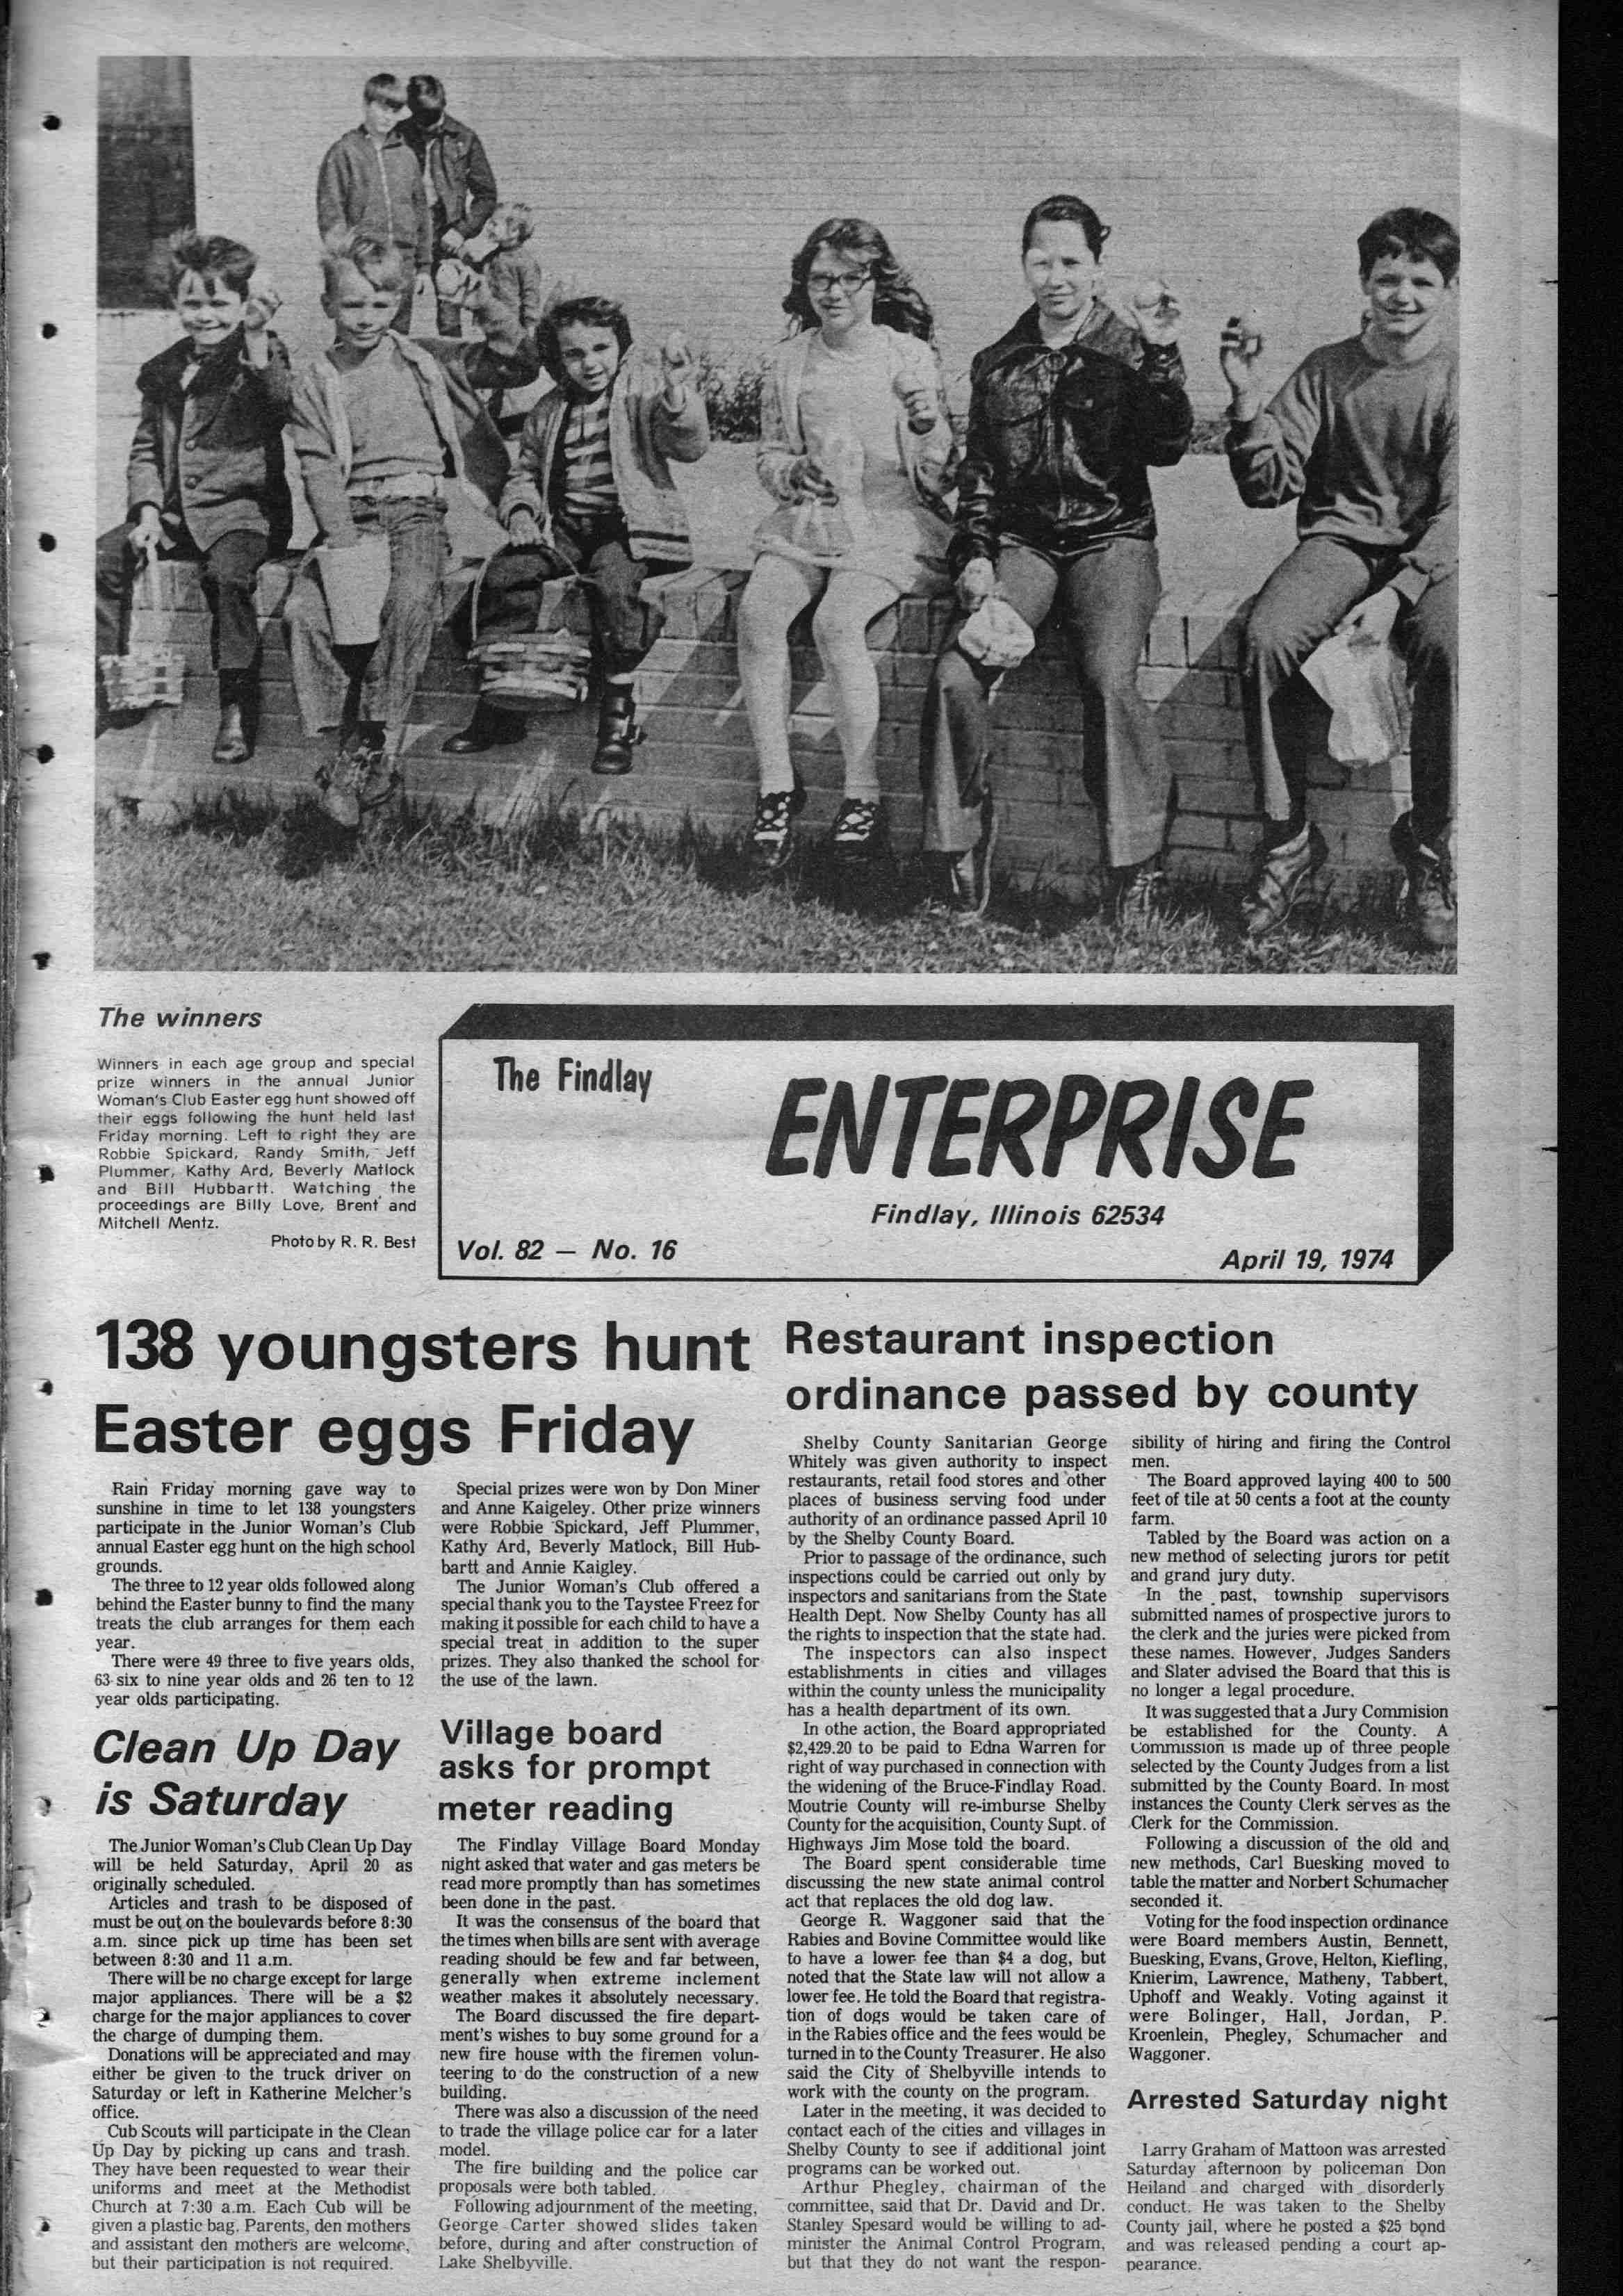 The winners
Winners in each age group and special
prize winners in the annual Junior
Woman's Club Easter egg hunt showed off
their eggs following the hunt held last
Friday morning. Left to right they are
Robbie Spickard, Randy Smith, Jeff
Plummer, Kathy Ard, Beverly Matlock
and Bill Hubbartt. Watching the
proceedings are Billy Love, Brent and
Mitchell Mentz.
Photo by R. R. Best
The Findlay
ENTERPRISE
Findlay, Illinois 62534
Vol. 82 — No. 16
April 19, 1974
138 youngsters hunt
Easter eggs Friday
Rain Friday morning gave way to
sunshine in time to let 138 youngsters
participate in the Junior Woman's Club
annual Easter egg hunt on the high school
grounds.
The three to 12 year olds followed along
behind the Easter bunny to find the many
treats the club arranges for them each
year.
There were 49 three to five years olds,
63 six to nine year olds and 26 ten to 12
year olds participating.
Special prizes were won by Don Miner
and Anne Kaigeley. Other prize winners
were Robbie Spickard, Jeff Plummer,
Kathy Ard, Beverly Matlock, Bill Hub-
bartt and Annie Kaigley.
The Junior Woman's Club offered a
special thank you to the Taystee Freez for
making it possible for each child to have a
special treat in addition to the super
prizes. They also thanked the school for
the use of the lawn.
Clean Up Day
is Saturday
The Junior Woman's Club Clean Up Day
will be held Saturday, April 20 as
originally scheduled.
Articles and trash to be disposed of
must be out on the boulevards before 8:30
a.m. since pick up time has been set
between 8:30 and 11 a.m.
There will be no charge except for large
major appliances. There will be a $2
charge for the major appliances to cover
the charge of dumping them.
Donations will be appreciated and may
either be given to the truck driver on
Saturday or left in Katherine Melcher's
office.
Cub Scouts will participate in the Clean
Up Day by picking up cans and trash.
They have been requested to wear their
uniforms and meet at the Methodist
Church at 7:30 a.m. Each Cub will be
given a plastic bag. Parents, den mothers
and assistant den mothers are welcome,
but their participation is not required.
Village board
asks for prompt
meter reading
The Findlay Village Board Monday
night asked that water and gas meters be
read more promptly than has sometimes
been done in the past.
It was the consensus of the board that
the times when bills are sent with average
reading should be few and far between,
generally when extreme inclement
weather makes it absolutely necessary.
The Board discussed the fire depart-
ment's wishes to buy some ground for a
new fire house with the firemen volun-
teering to do the construction of a new
building.
There was also a discussion of the need
to trade the village police car for a later
model.
The fire building and the police car
proposals were both tabled.
Following adjournment of the meeting,
George Carter showed slides taken
before, during and after construction of
Lake Shelbyville.
Restaurant inspection
ordinance passed by county
Shelby County Sanitarian George
Whitely was given authority to inspect
restaurants, retail food stores and other
places of business serving food under
authority of an ordinance passed April 10
by the Shelby County Board.
Prior to passage of the ordinance, such
inspections could be carried out only by
inspectors and sanitarians from the State
Health Dept. Now Shelby County has all
the rights to inspection that the state had.
The inspectors can also inspect
establishments in cities and villages
within the county unless the municipality
has a health department of its own.
In othe action, the Board appropriated
$2,429.20 to be paid to Edna Warren for
right of way purchased in connection with
the widening of the Bruce-Findlay Road.
Moutrie County will re-imburse Shelby
County for the acquisition, County Supt. of
Highways Jim Mose told the board.
The Board spent considerable time
discussing the new state animal control
act that replaces the old dog law.
George R. Waggoner said that the
Rabies and Bovine Committee would like
to have a lower fee than $4 a dog, but
noted that the State law will not allow a
lower fee. He told the Board that registra-
tion of dogs would be taken care of
in the Rabies office and the fees would be
turned in to the County Treasurer. He also
said the City of Shelbyville intends to
work with the county on the program.
Later in the meeting, it was decided to
contact each of the cities and villages in
Shelby County to see if additional joint
programs can be worked out.
Arthur Phegley, chairman of the
committee, said that Dr. David and Dr.
Stanley Spesard would be willing to ad-
minister the Animal Control Program,
but that they do not want the respon-
sibility of hiring and firing the Control
men.
The Board approved laying 400 to 500
feet of tile at 50 cents a foot at the county
farm.
Tabled by the Board was action on a
new method of selecting jurors for petit
and grand jury duty.
In the past, township supervisors
submitted names of prospective jurors to
the clerk and the juries were picked from
these names. However, Judges Sanders
and Slater advised the Board that this is
no longer a legal procedure.
It was suggested that a Jury Commision
be established for the County. A
Commission is made up of three people
selected by the County Judges from a list
submitted by the County Board. In most
instances the County Clerk serves as the
Clerk for the Commission.
Following a discussion of the old and
new methods, Carl Buesking moved to
table the matter and Norbert Schumacher
seconded it.
Voting for the food inspection ordinance
were Board members Austin, Bennett,
Buesking, Evans, Grove, Helton, Kiefling,
Knierim, Lawrence, Matheny, Tabbert,
Uphoff and Weakly. Voting against it
were Bolinger, Hall, Jordan, P.
Kroenlein, Phegley, Schumacher and
Waggoner.
Arrested Saturday night
Larry Graham of Mattoon was arrested
Saturday afternoon by policeman Don
Heiland and charged with disorderly
conduct. He was taken to the Shelby
County jail, where he posted a $25 bond
and was released pending a court ap-
pearance.